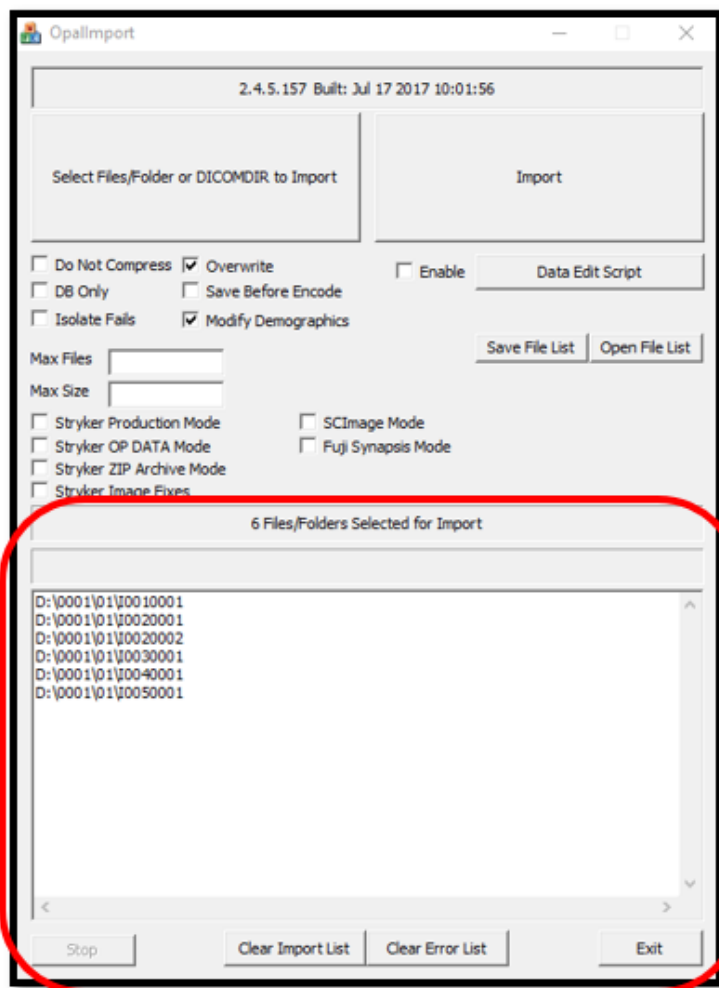 OpalImport
2.4.5.157 Built: Jul 17 2017 10:01:56
Select Files/Folder or DICOMDIR to Import
Import
Do Not Compress
Overwrite
Enable
Data Edit Script
DB Only
Save Before Encode
Isolate Fails
Modify Demographics
Save File List
Open File List
Max Files
Max Size
Stryker Production Mode
SCImage Mode
Stryker OP DATA Mode
Fuji Synapsis Mode
Stryker ZIP Archive Mode
Stryker Image Fixes
6 Files/Folders Selected for Import
D:\0001\01\I0010001
D:\0001\01\I0020001
D:\0001\01\I0020002
D:\0001\01\I0030001
D:\0001\01\I0040001
D:\0001\01\I0050001
Stop
Clear Import List
Clear Error List
Exit